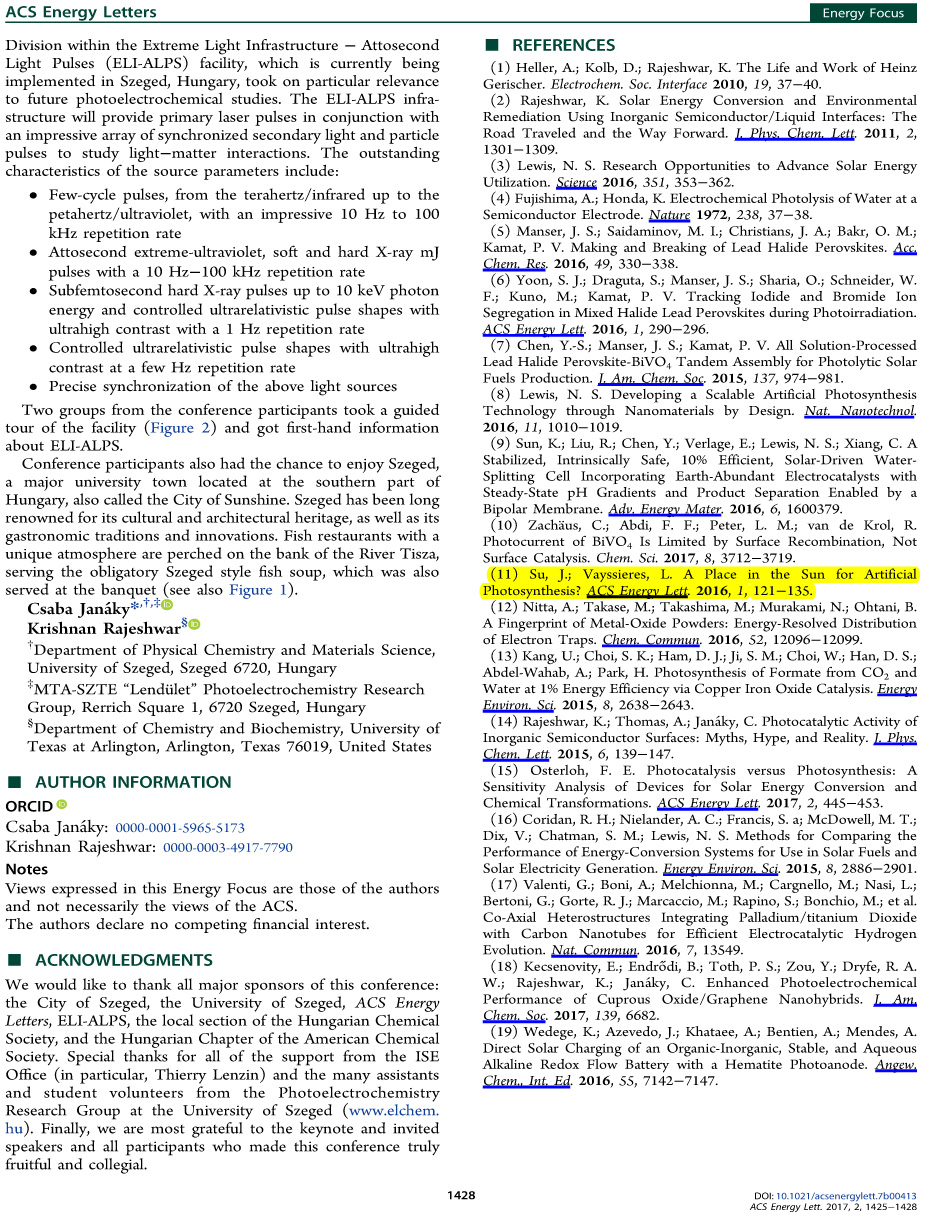 ACS Energy Letters
Energy Focus
Division within the Extreme Light Infrastructure − Attosecond
Light Pulses (ELI-ALPS) facility, which is currently being
implemented in Szeged, Hungary, took on particular relevance
to future photoelectrochemical studies. The ELI-ALPS infra-
structure will provide primary laser pulses in conjunction with
an impressive array of synchronized secondary light and particle
pulses to study light−matter interactions. The outstanding
characteristics of the source parameters include:
• Few-cycle pulses, from the terahertz/infrared up to the
petahertz/ultraviolet, with an impressive 10 Hz to 100
kHz repetition rate
• Attosecond extreme-ultraviolet, soft and hard X-ray mJ
pulses with a 10 Hz−100 kHz repetition rate
• Subfemtosecond hard X-ray pulses up to 10 keV photon
energy and controlled ultrarelativistic pulse shapes with
ultrahigh contrast with a 1 Hz repetition rate
• Controlled ultrarelativistic pulse shapes with ultrahigh
contrast at a few Hz repetition rate
• Precise synchronization of the above light sources
Two groups from the conference participants took a guided
tour of the facility (Figure 2) and got first-hand information
about ELI-ALPS.
Conference participants also had the chance to enjoy Szeged,
a major university town located at the southern part of
Hungary, also called the City of Sunshine. Szeged has been long
renowned for its cultural and architectural heritage, as well as its
gastronomic traditions and innovations. Fish restaurants with a
unique atmosphere are perched on the bank of the River Tisza,
serving the obligatory Szeged style fish soup, which was also
served at the banquet (see also Figure 1).
Csaba Janáky*,†,‡
Krishnan Rajeshwar§
†Department of Physical Chemistry and Materials Science,
University of Szeged, Szeged 6720, Hungary
‡MTA-SZTE "Lendület" Photoelectrochemistry Research
Group, Rerrich Square 1, 6720 Szeged, Hungary
§Department of Chemistry and Biochemistry, University of
Texas at Arlington, Arlington, Texas 76019, United States
■ AUTHOR INFORMATION
ORCID
Csaba Janáky: 0000-0001-5965-5173
Krishnan Rajeshwar: 0000-0003-4917-7790
Notes
Views expressed in this Energy Focus are those of the authors
and not necessarily the views of the ACS.
The authors declare no competing financial interest.
■ ACKNOWLEDGMENTS
We would like to thank all major sponsors of this conference:
the City of Szeged, the University of Szeged, ACS Energy
Letters, ELI-ALPS, the local section of the Hungarian Chemical
Society, and the Hungarian Chapter of the American Chemical
Society. Special thanks for all of the support from the ISE
Office (in particular, Thierry Lenzin) and the many assistants
and student volunteers from the Photoelectrochemistry
Research Group at the University of Szeged (www.elchem.
hu). Finally, we are most grateful to the keynote and invited
speakers and all participants who made this conference truly
fruitful and collegial.
■ REFERENCES
(1) Heller, A.; Kolb, D.; Rajeshwar, K. The Life and Work of Heinz
Gerischer. Electrochem. Soc. Interface 2010, 19, 37−40.
(2) Rajeshwar, K. Solar Energy Conversion and Environmental
Remediation Using Inorganic Semiconductor/Liquid Interfaces: The
Road Traveled and the Way Forward. J. Phys. Chem. Lett. 2011, 2,
1301−1309.
(3) Lewis, N. S. Research Opportunities to Advance Solar Energy
Utilization. Science 2016, 351, 353−362.
(4) Fujishima, A.; Honda, K. Electrochemical Photolysis of Water at a
Semiconductor Electrode. Nature 1972, 238, 37−38.
(5) Manser, J. S.; Saidaminov, M. I.; Christians, J. A.; Bakr, O. M.;
Kamat, P. V. Making and Breaking of Lead Halide Perovskites. Acc.
Chem. Res. 2016, 49, 330−338.
(6) Yoon, S. J.; Draguta, S.; Manser, J. S.; Sharia, O.; Schneider, W.
F.; Kuno, M.; Kamat, P. V. Tracking Iodide and Bromide Ion
Segregation in Mixed Halide Lead Perovskites during Photoirradiation.
ACS Energy Lett. 2016, 1, 290−296.
(7) Chen, Y.-S.; Manser, J. S.; Kamat, P. V. All Solution-Processed
Lead Halide Perovskite-BiVO4 Tandem Assembly for Photolytic Solar
Fuels Production. J. Am. Chem. Soc. 2015, 137, 974−981.
(8) Lewis, N. S. Developing a Scalable Artificial Photosynthesis
Technology through Nanomaterials by Design. Nat. Nanotechnol.
2016, 11, 1010−1019.
(9) Sun, K.; Liu, R.; Chen, Y.; Verlage, E.; Lewis, N. S.; Xiang, C. A
Stabilized, Intrinsically Safe, 10% Efficient, Solar-Driven Water-
Splitting Cell Incorporating Earth-Abundant Electrocatalysts with
Steady-State pH Gradients and Product Separation Enabled by a
Bipolar Membrane. Adv. Energy Mater. 2016, 6, 1600379.
(10) Zachäus, C.; Abdi, F. F.; Peter, L. M.; van de Krol, R.
Photocurrent of BiVO4 Is Limited by Surface Recombination, Not
Surface Catalysis. Chem. Sci. 2017, 8, 3712−3719.
(11) Su, J.; Vayssieres, L. A Place in the Sun for Artificial
Photosynthesis? ACS Energy Lett. 2016, 1, 121−135.
(12) Nitta, A.; Takase, M.; Takashima, M.; Murakami, N.; Ohtani, B.
A Fingerprint of Metal-Oxide Powders: Energy-Resolved Distribution
of Electron Traps. Chem. Commun. 2016, 52, 12096−12099.
(13) Kang, U.; Choi, S. K.; Ham, D. J.; Ji, S. M.; Choi, W.; Han, D. S.;
Abdel-Wahab, A.; Park, H. Photosynthesis of Formate from CO2 and
Water at 1% Energy Efficiency via Copper Iron Oxide Catalysis. Energy
Environ. Sci. 2015, 8, 2638−2643.
(14) Rajeshwar, K.; Thomas, A.; Janáky, C. Photocatalytic Activity of
Inorganic Semiconductor Surfaces: Myths, Hype, and Reality. J. Phys.
Chem. Lett. 2015, 6, 139−147.
(15) Osterloh, F. E. Photocatalysis versus Photosynthesis: A
Sensitivity Analysis of Devices for Solar Energy Conversion and
Chemical Transformations. ACS Energy Lett. 2017, 2, 445−453.
(16) Coridan, R. H.; Nielander, A. C.; Francis, S. a; McDowell, M. T.;
Dix, V.; Chatman, S. M.; Lewis, N. S. Methods for Comparing the
Performance of Energy-Conversion Systems for Use in Solar Fuels and
Solar Electricity Generation. Energy Environ. Sci. 2015, 8, 2886−2901.
(17) Valenti, G.; Boni, A.; Melchionna, M.; Cargnello, M.; Nasi, L.;
Bertoni, G.; Gorte, R. J.; Marcaccio, M.; Rapino, S.; Bonchio, M.; et al.
Co-Axial Heterostructures Integrating Palladium/titanium Dioxide
with Carbon Nanotubes for Efficient Electrocatalytic Hydrogen
Evolution. Nat. Commun. 2016, 7, 13549.
(18) Kecsenovity, E.; Endrődi, B.; Toth, P. S.; Zou, Y.; Dryfe, R. A.
W.; Rajeshwar, K.; Janáky, C. Enhanced Photoelectrochemical
Performance of Cuprous Oxide/Graphene Nanohybrids. J. Am.
Chem. Soc. 2017, 139, 6682.
(19) Wedege, K.; Azevedo, J.; Khataee, A.; Bentien, A.; Mendes, A.
Direct Solar Charging of an Organic-Inorganic, Stable, and Aqueous
Alkaline Redox Flow Battery with a Hematite Photoanode. Angew.
Chem., Int. Ed. 2016, 55, 7142−7147.
1428
DOI: 10.1021/acsenergylett.7b00413
ACS Energy Lett. 2017, 2, 1425−1428